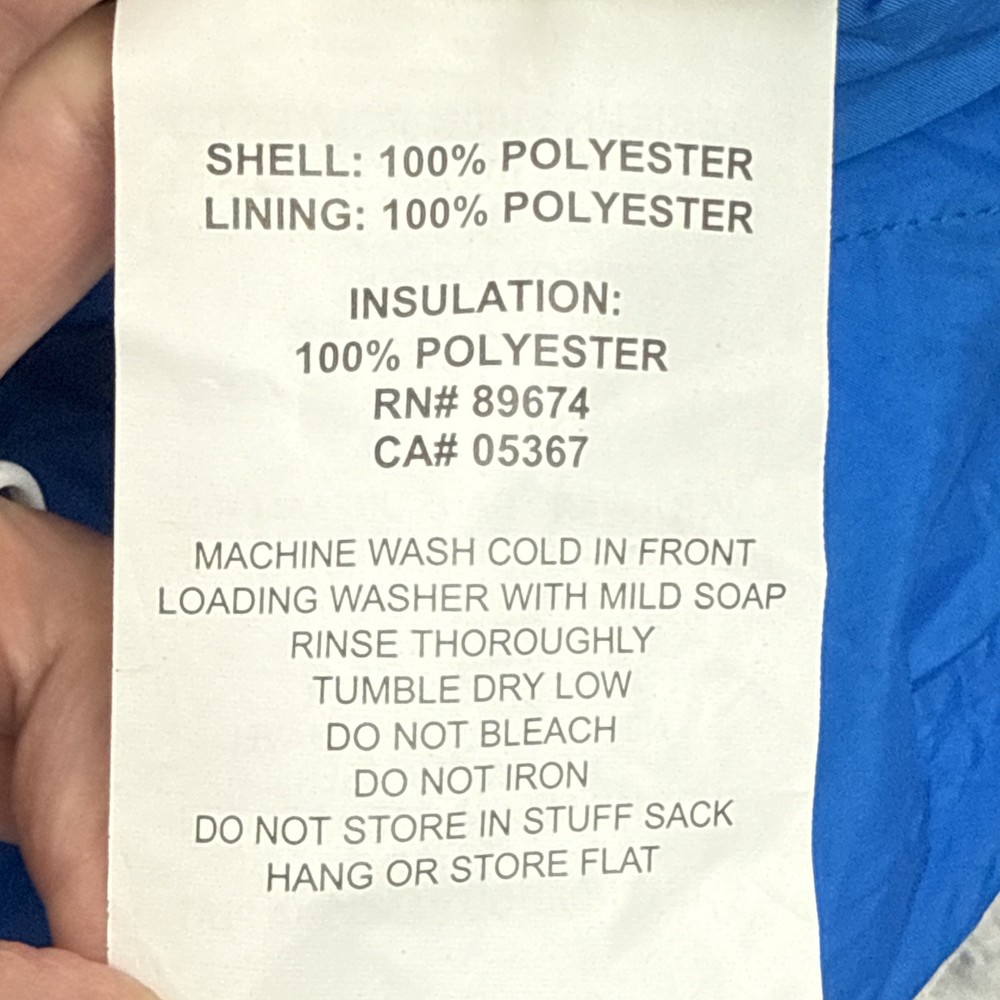 SHELL: 100% POLYESTER
LINING: 100% POLYESTER
INSULATION:
100% POLYESTER
RN# 89674
CA# 05367
MACHINE WASH COLD IN FRONT
LOADING WASHER WITH MILD SOAP
RINSE THOROUGHLY
TUMBLE DRY LOW
DO NOT BLEACH
DO NOT IRON
DO NOT STORE IN STUFF SACK
HANG OR STORE FLAT